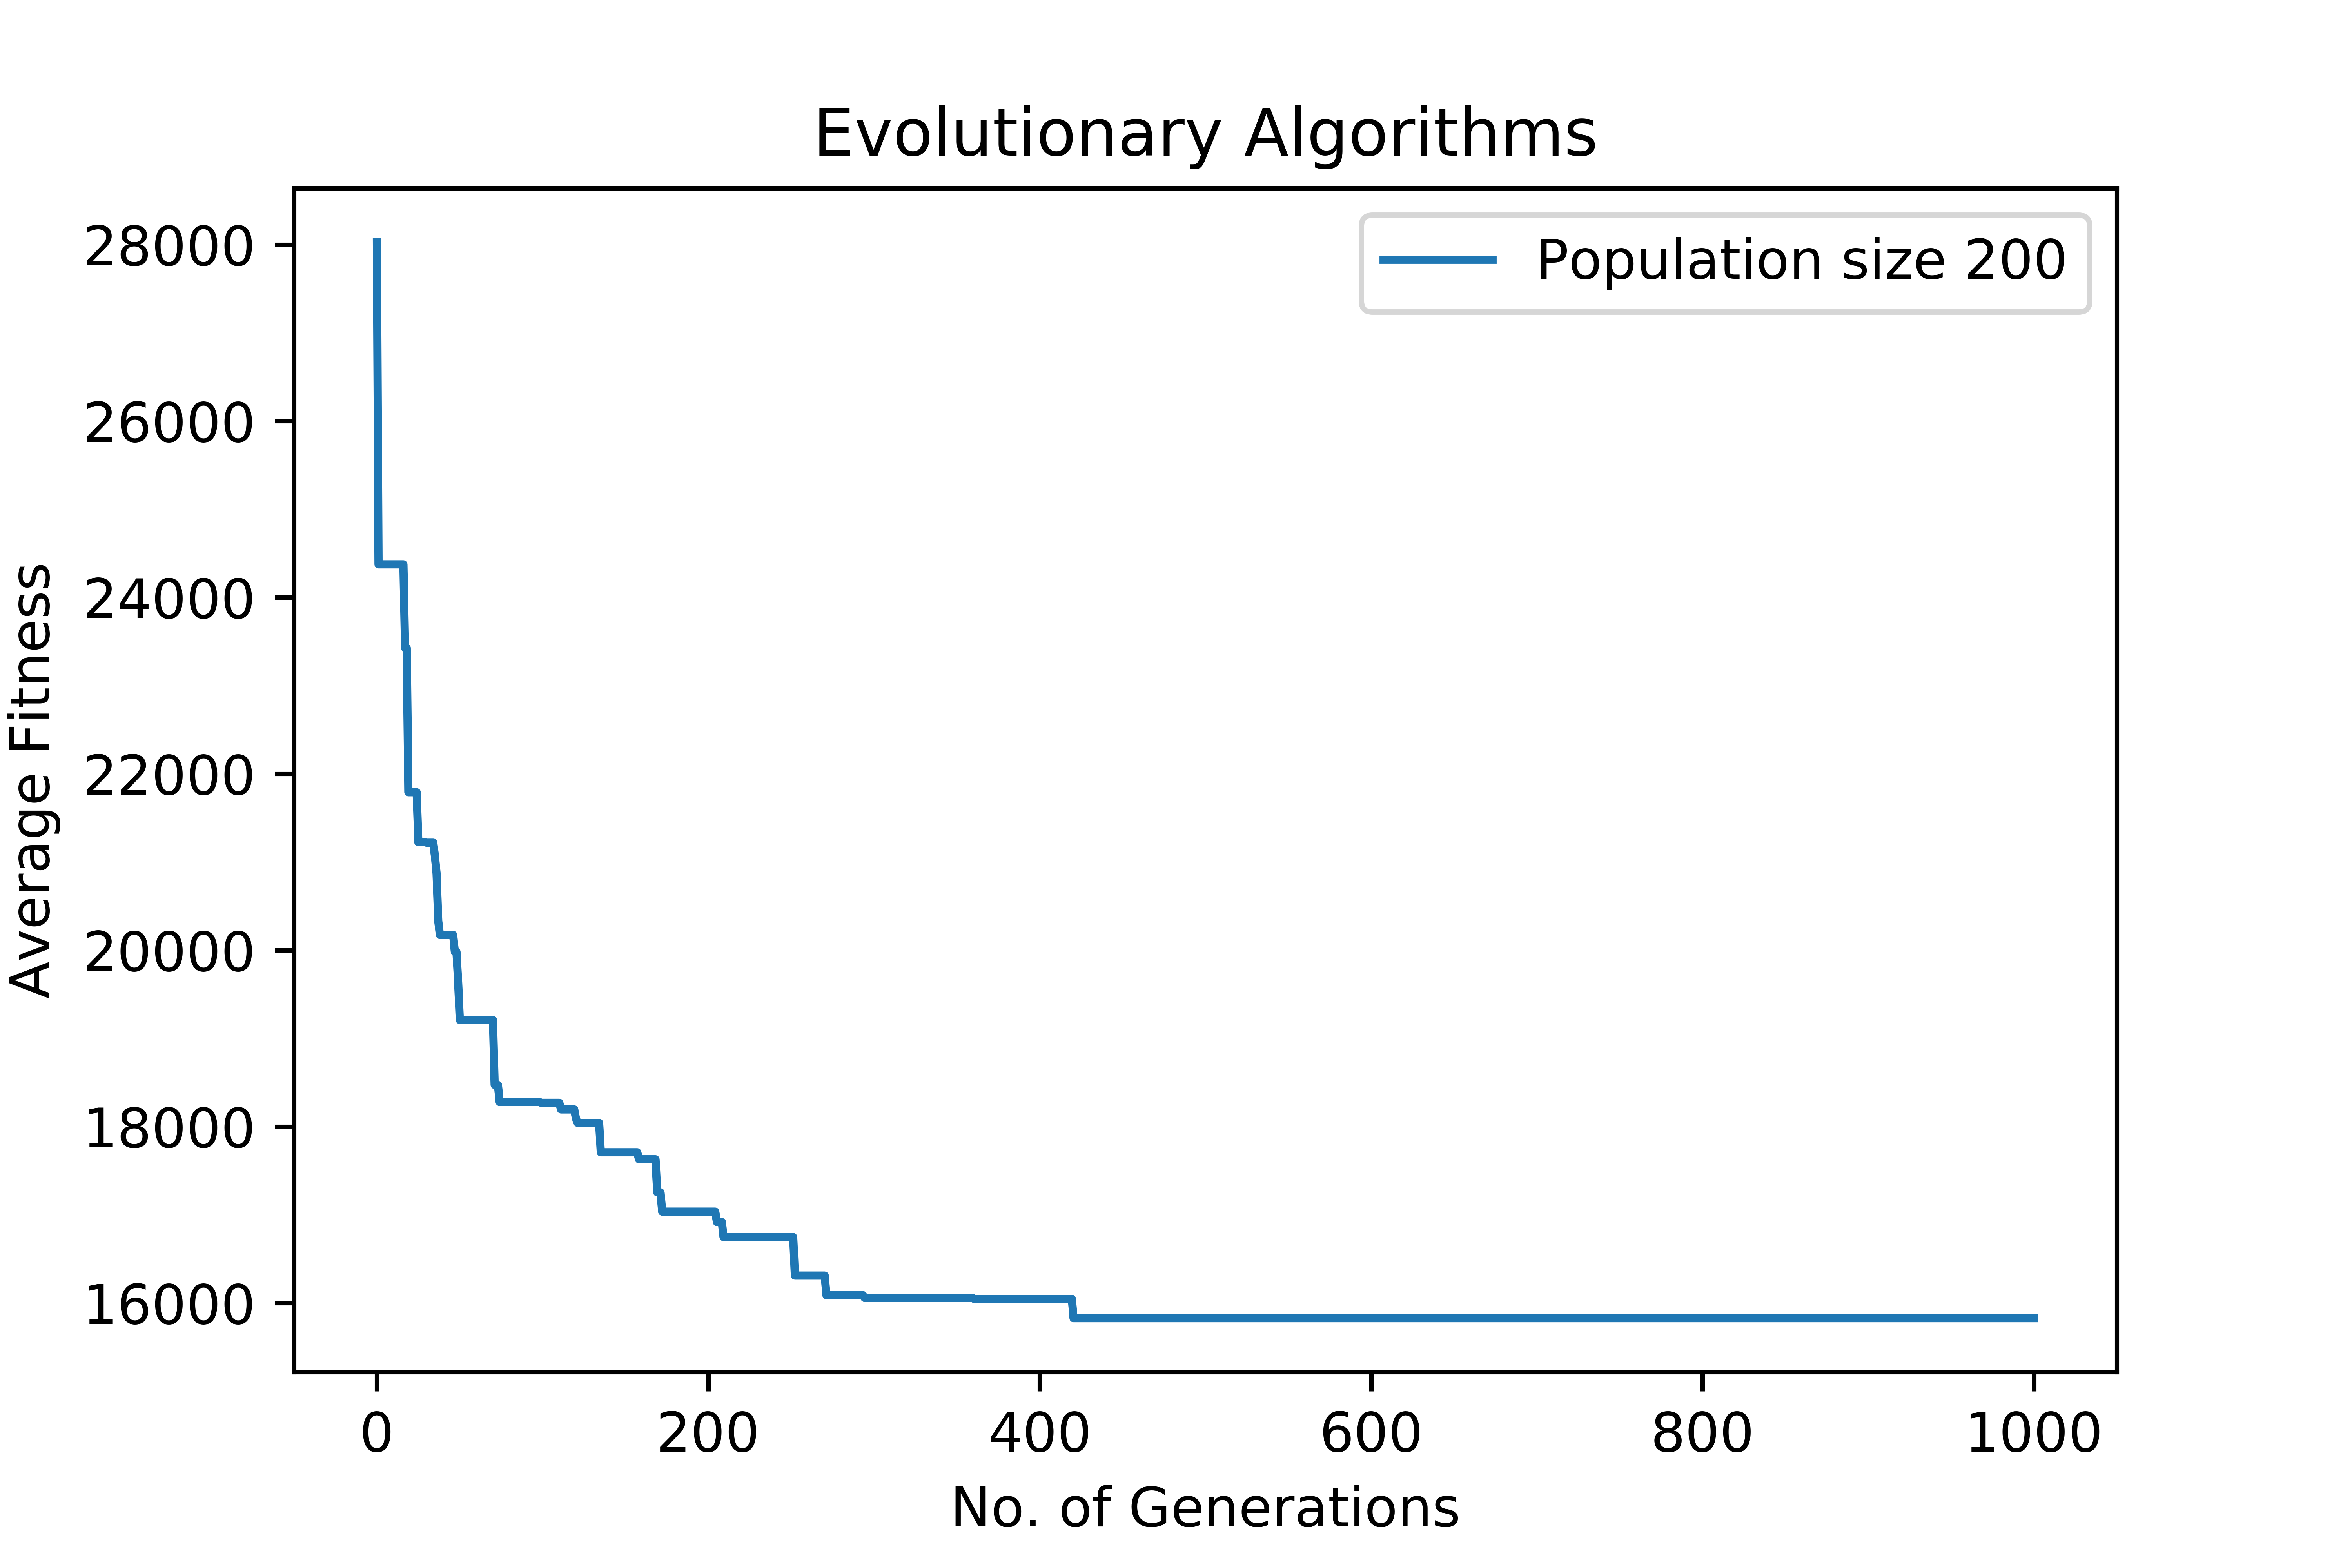 Evolutionary Algorithms
Population size 200
Average Fitness
28000
26000
24000
22000
20000
18000
16000
0 200 400 600 800 1000
No. of Generations